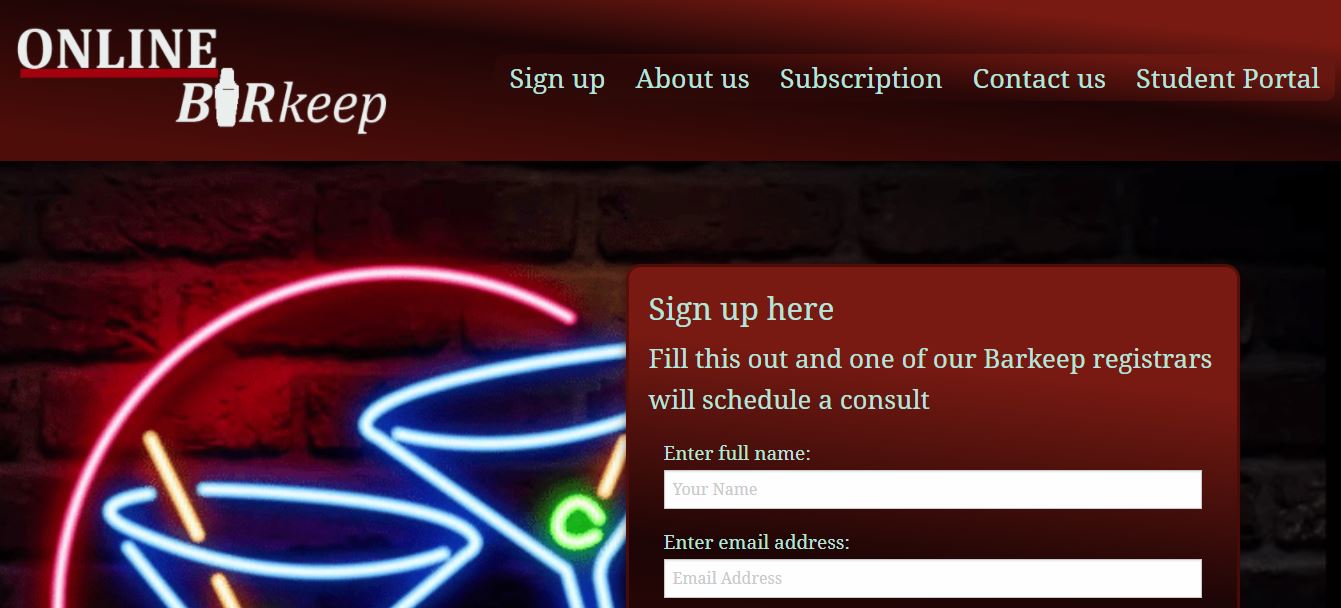 ONLINE
BARkeep
Sign up About us Subscription Contact us Student Portal
Sign up here
Fill this out and one of our Barkeep registrars
will schedule a consult
Enter full name:
Your Name
Enter email address:
Email Address